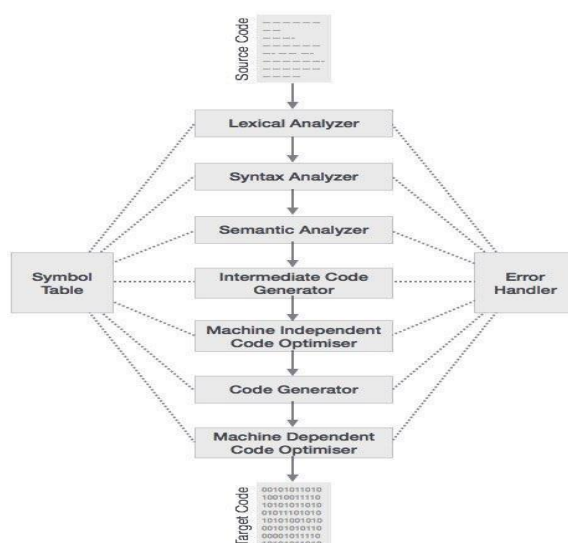 Source Code
Lexical Analyzer
Syntax Analyzer
Semantic Analyzer
Symbol
Table
Intermediate Code
Generator
Error
Handler
Machine Independent
Code Optimiser
Code Generator
Machine Dependent
Code Optimiser
Target Code
00101011010
10010011110
10101011010
01011101010
10101001010
00101010110
00001011110